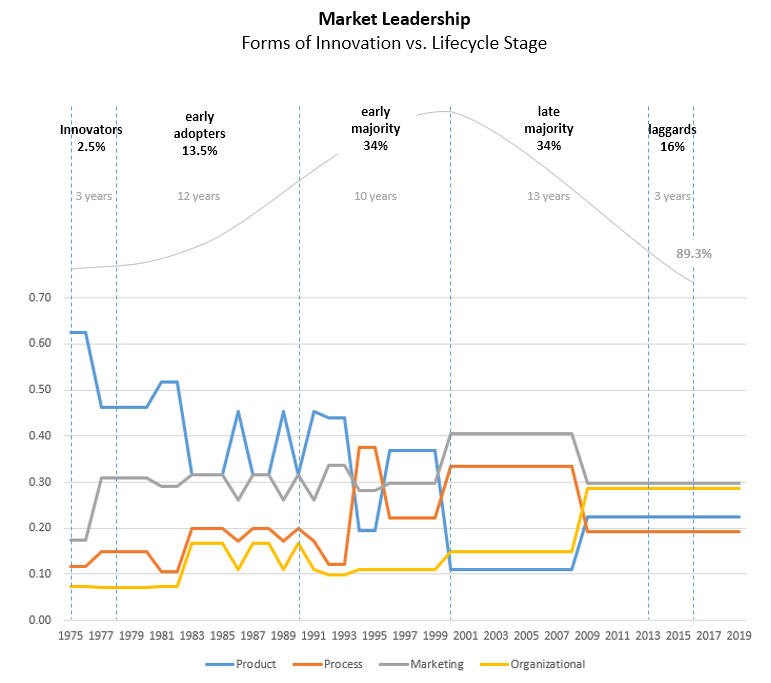 Market Leadership
Forms of Innovation vs. Lifecycle Stage
Innovators
2.5%
early
adopters
13.5%
early
majority
34%
late
majority
34%
laggards
16%
3 years
12 years
10 years
13 years
3 years
89.3%
0.70
0.60
0.50
0.40
0.30
0.20
0.10
0.00
1975 1977 1979 1981 1983 1985 1987 1989 1991 1993 1995 1997 1999 2001 2003 2005 2007 2009 2011 2013 2015 2017 2019
Product Process Marketing Organizational